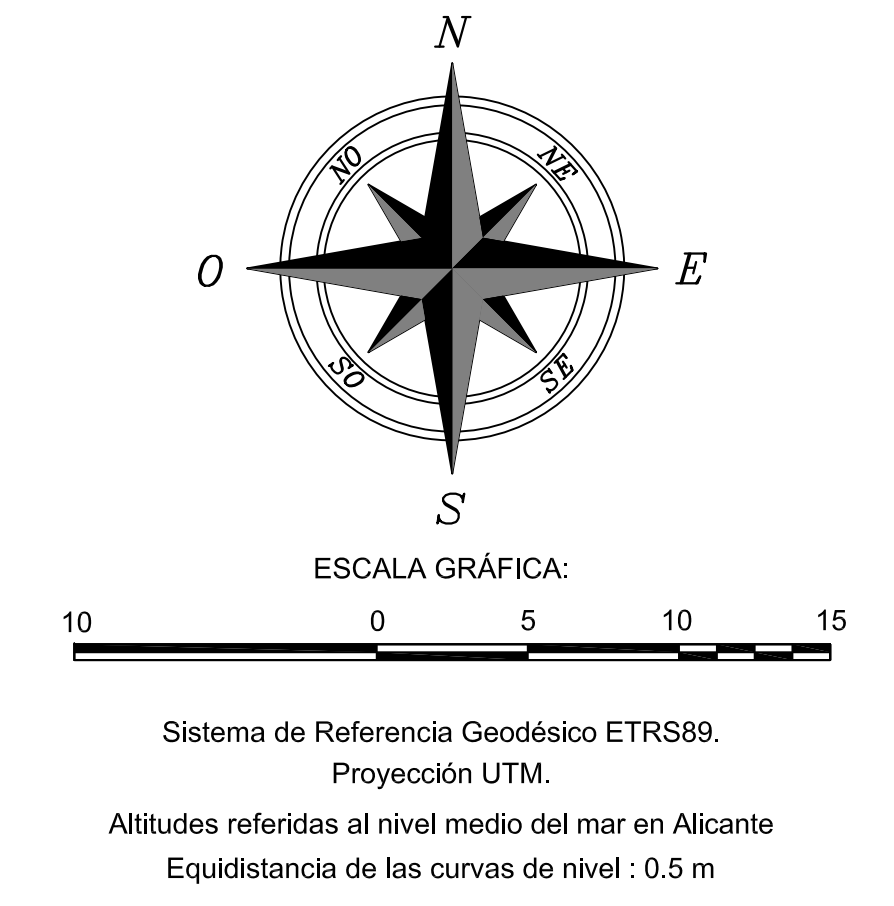 N
NO NE
O E
SO SE
S
ESCALA GRÁFICA:
10 0 5 10 15
Sistema de Referencia Geodésico ETRS89.
Proyección UTM.
Altitudes referidas al nivel medio del mar en Alicante
Equidistancia de las curvas de nivel : 0.5 m